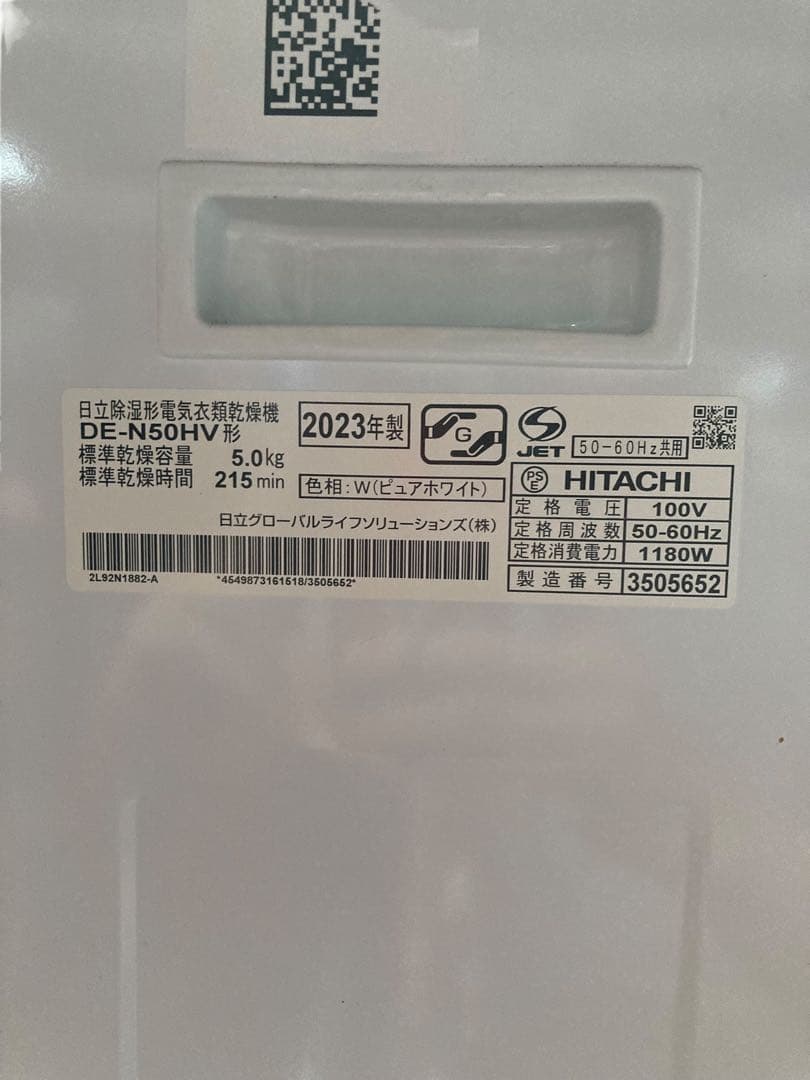 日立除湿形電気衣類乾燥機
DE-N50HV形
標準乾燥容量 5.0kg
標準乾燥時間 215min
2023年製
G
色相:W(ピュアホワイト)
日立グローバルライフソリューションズ(株)
2L92N1882-A
*4549873161518/3505652*
S
JET
50-60Hz共用
PSE
HITACHI
定格電圧 100V
定格周波数 50-60Hz
定格消費電力 1180W
製造番号 3505652